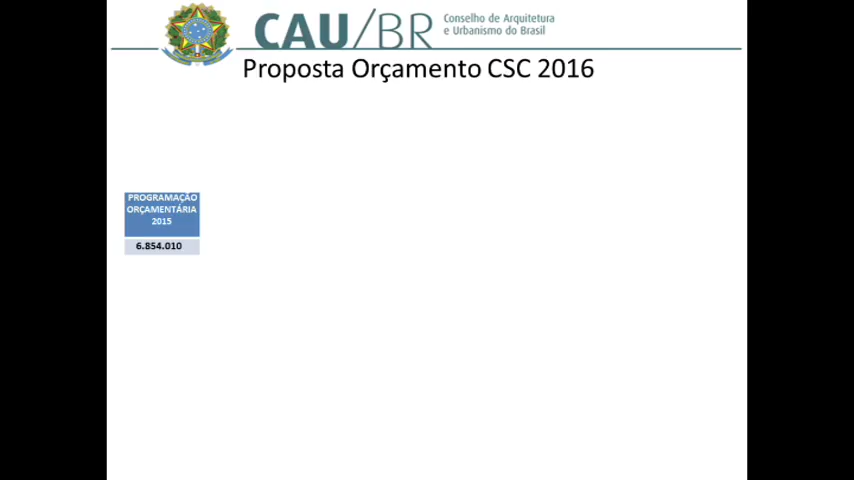 CAU/BR
Conselho de Arquitetura
e Urbanismo do Brasil
Proposta Orçamento CSC 2016
PROGRAMAÇÃO
ORÇAMENTÁRIA
2015
6.854.010